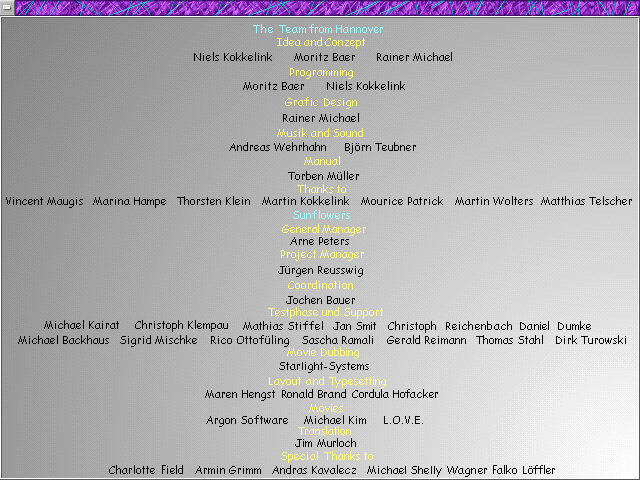 The Team from Hannover
Idea and Concept
Niels Kokkelink Moritz Baer Rainer Michael
Programming
Moritz Baer Niels Kokkelink
Grafic Design
Rainer Michael
Musik and Sound
Andreas Wehrhahn Björn Teubner
Manual
Torben Müller
Thanks to
Vincent Maugis Marina Hampe Thorsten Klein Martin Kokkelink Mourice Patrick Martin Wolters Matthias Telscher
Sunflowers
General Manager
Arne Peters
Project Manager
Jürgen Reusswig
Coordination
Jochen Bauer
Testphase und Support
Michael Kairat Christoph Klempau Mathias Stiffel Jan Smit Christoph Reichenbach Daniel Dumke
Michael Backhaus Sigrid Mischke Rico Ottofüling Sascha Ramali Gerald Reimann Thomas Stahl Dirk Turowski
Movie Dubbing
Starlight-Systems
Layout and Typesetting
Maren Hengst Ronald Brand Cordula Hofacker
Movies
Argon Software Michael Kim L.O.V.E.
Translation
Jim Murloch
Special Thanks to
Charlotte Field Armin Grimm Andras Kavalecz Michael Shelly Wagner Falko Löffler